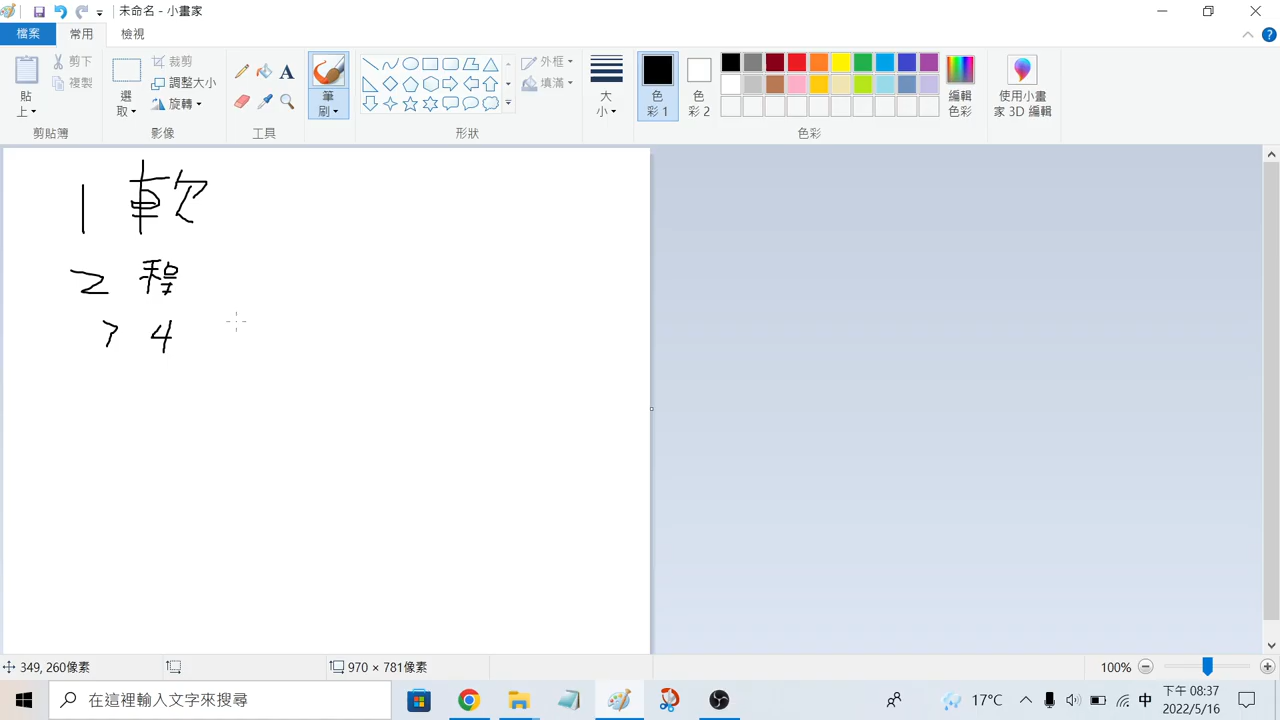 未命名 - 小畫家
檔案 常用 檢視
貼上 剪下 複製 剪貼簿
選取 裁剪 調整大小 旋轉 影像
A 工具
筆刷
外框 填滿 形狀
大小
色彩 1 色彩 2 編輯色彩 色彩
使用小畫家 3D 編輯
1 軟
2 程
4
349, 260像素 970 × 781像素 100%
在這裡輸入文字來搜尋
17°C 中 下午 08:37
2022/5/16